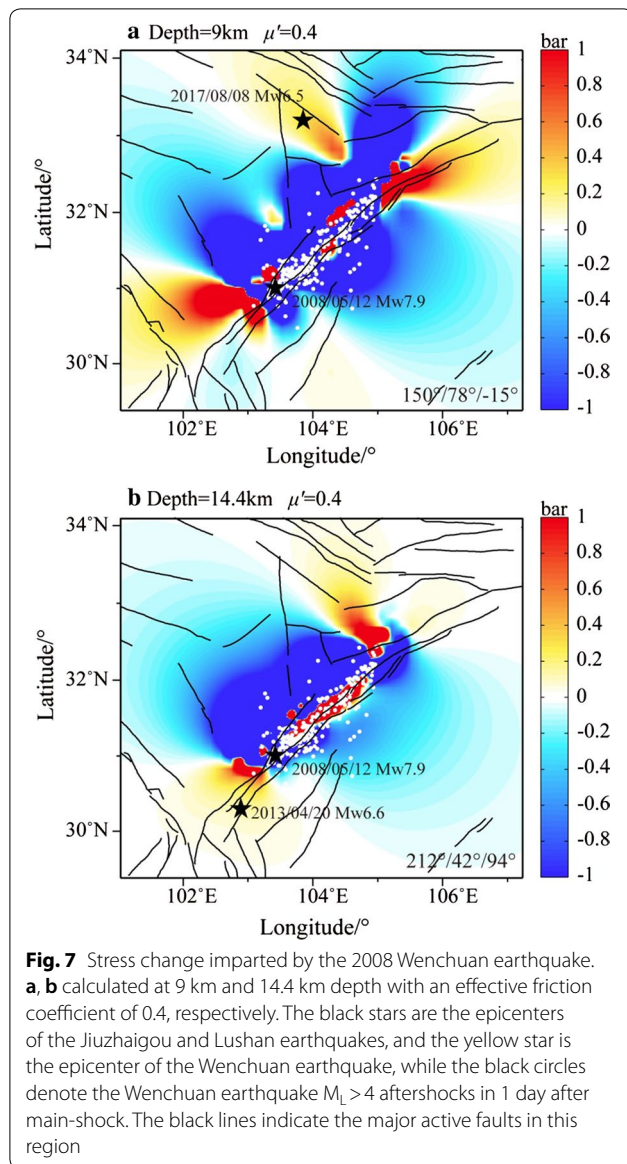 a Depth=9km μ'=0.4
bar
34°N
32°N
30°N
Latitude/°
2017/08/08 Mw6.5
2008/05/12 Mw7.9
150°/78°/-15°
1
0.8
0.6
0.4
0.2
0
-0.2
-0.4
-0.6
-0.8
-1
102°E 104°E 106°E
Longitude/°
b Depth=14.4km μ'=0.4
bar
34°N
32°N
30°N
Latitude/°
2008/05/12 Mw7.9
2013/04/20 Mw6.6
212°/42°/94°
1
0.8
0.6
0.4
0.2
0
-0.2
-0.4
-0.6
-0.8
-1
102°E 104°E 106°E
Longitude/°
Fig. 7 Stress change imparted by the 2008 Wenchuan earthquake.
a, b calculated at 9 km and 14.4 km depth with an effective friction
coefficient of 0.4, respectively. The black stars are the epicenters
of the Jiuzhaigou and Lushan earthquakes, and the yellow star is
the epicenter of the Wenchuan earthquake, while the black circles
denote the Wenchuan earthquake ML > 4 aftershocks in 1 day after
main-shock. The black lines indicate the major active faults in this
region